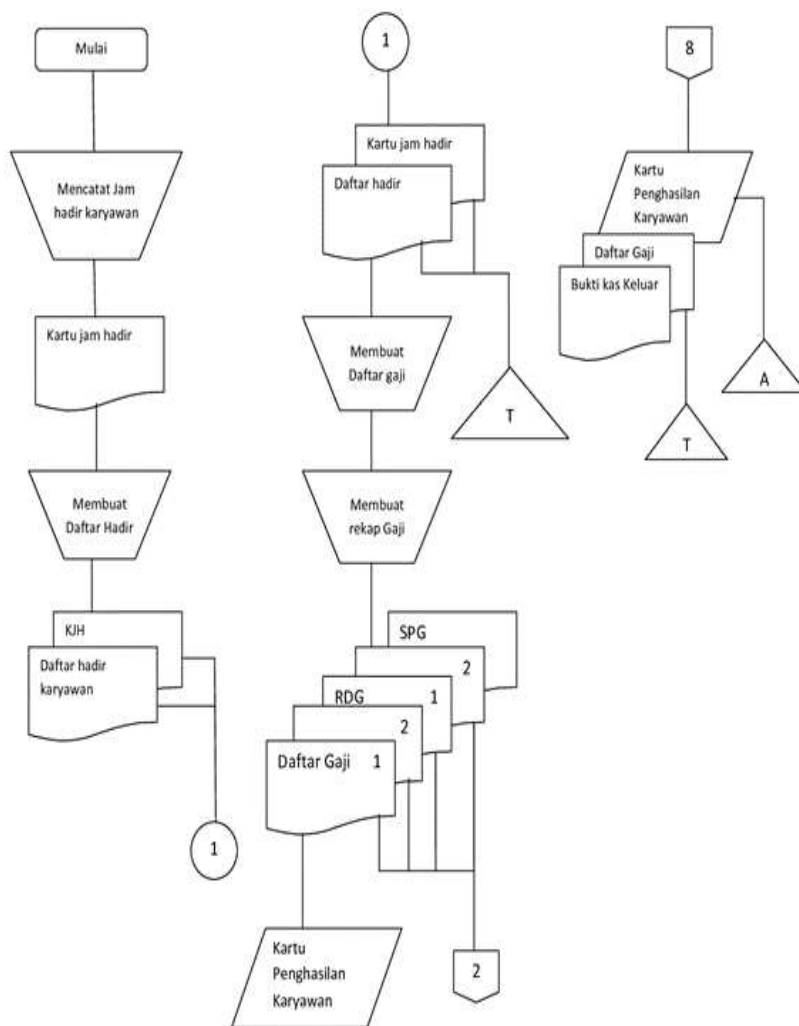 Mulai
Mencatat Jam
hadir karyawan
Kartu jam hadir
Membuat
Daftar Hadir
KJH
Daftar hadir
karyawan
1
1
Kartu jam hadir
Daftar hadir
Membuat
Daftar gaji
T
Membuat
rekap Gaji
SPG
2
RDG 1
2
Daftar Gaji 1
Kartu
Penghasilan
Karyawan
2
8
Kartu
Penghasilan
Karyawan
Daftar Gaji
Bukti kas Keluar
A
T